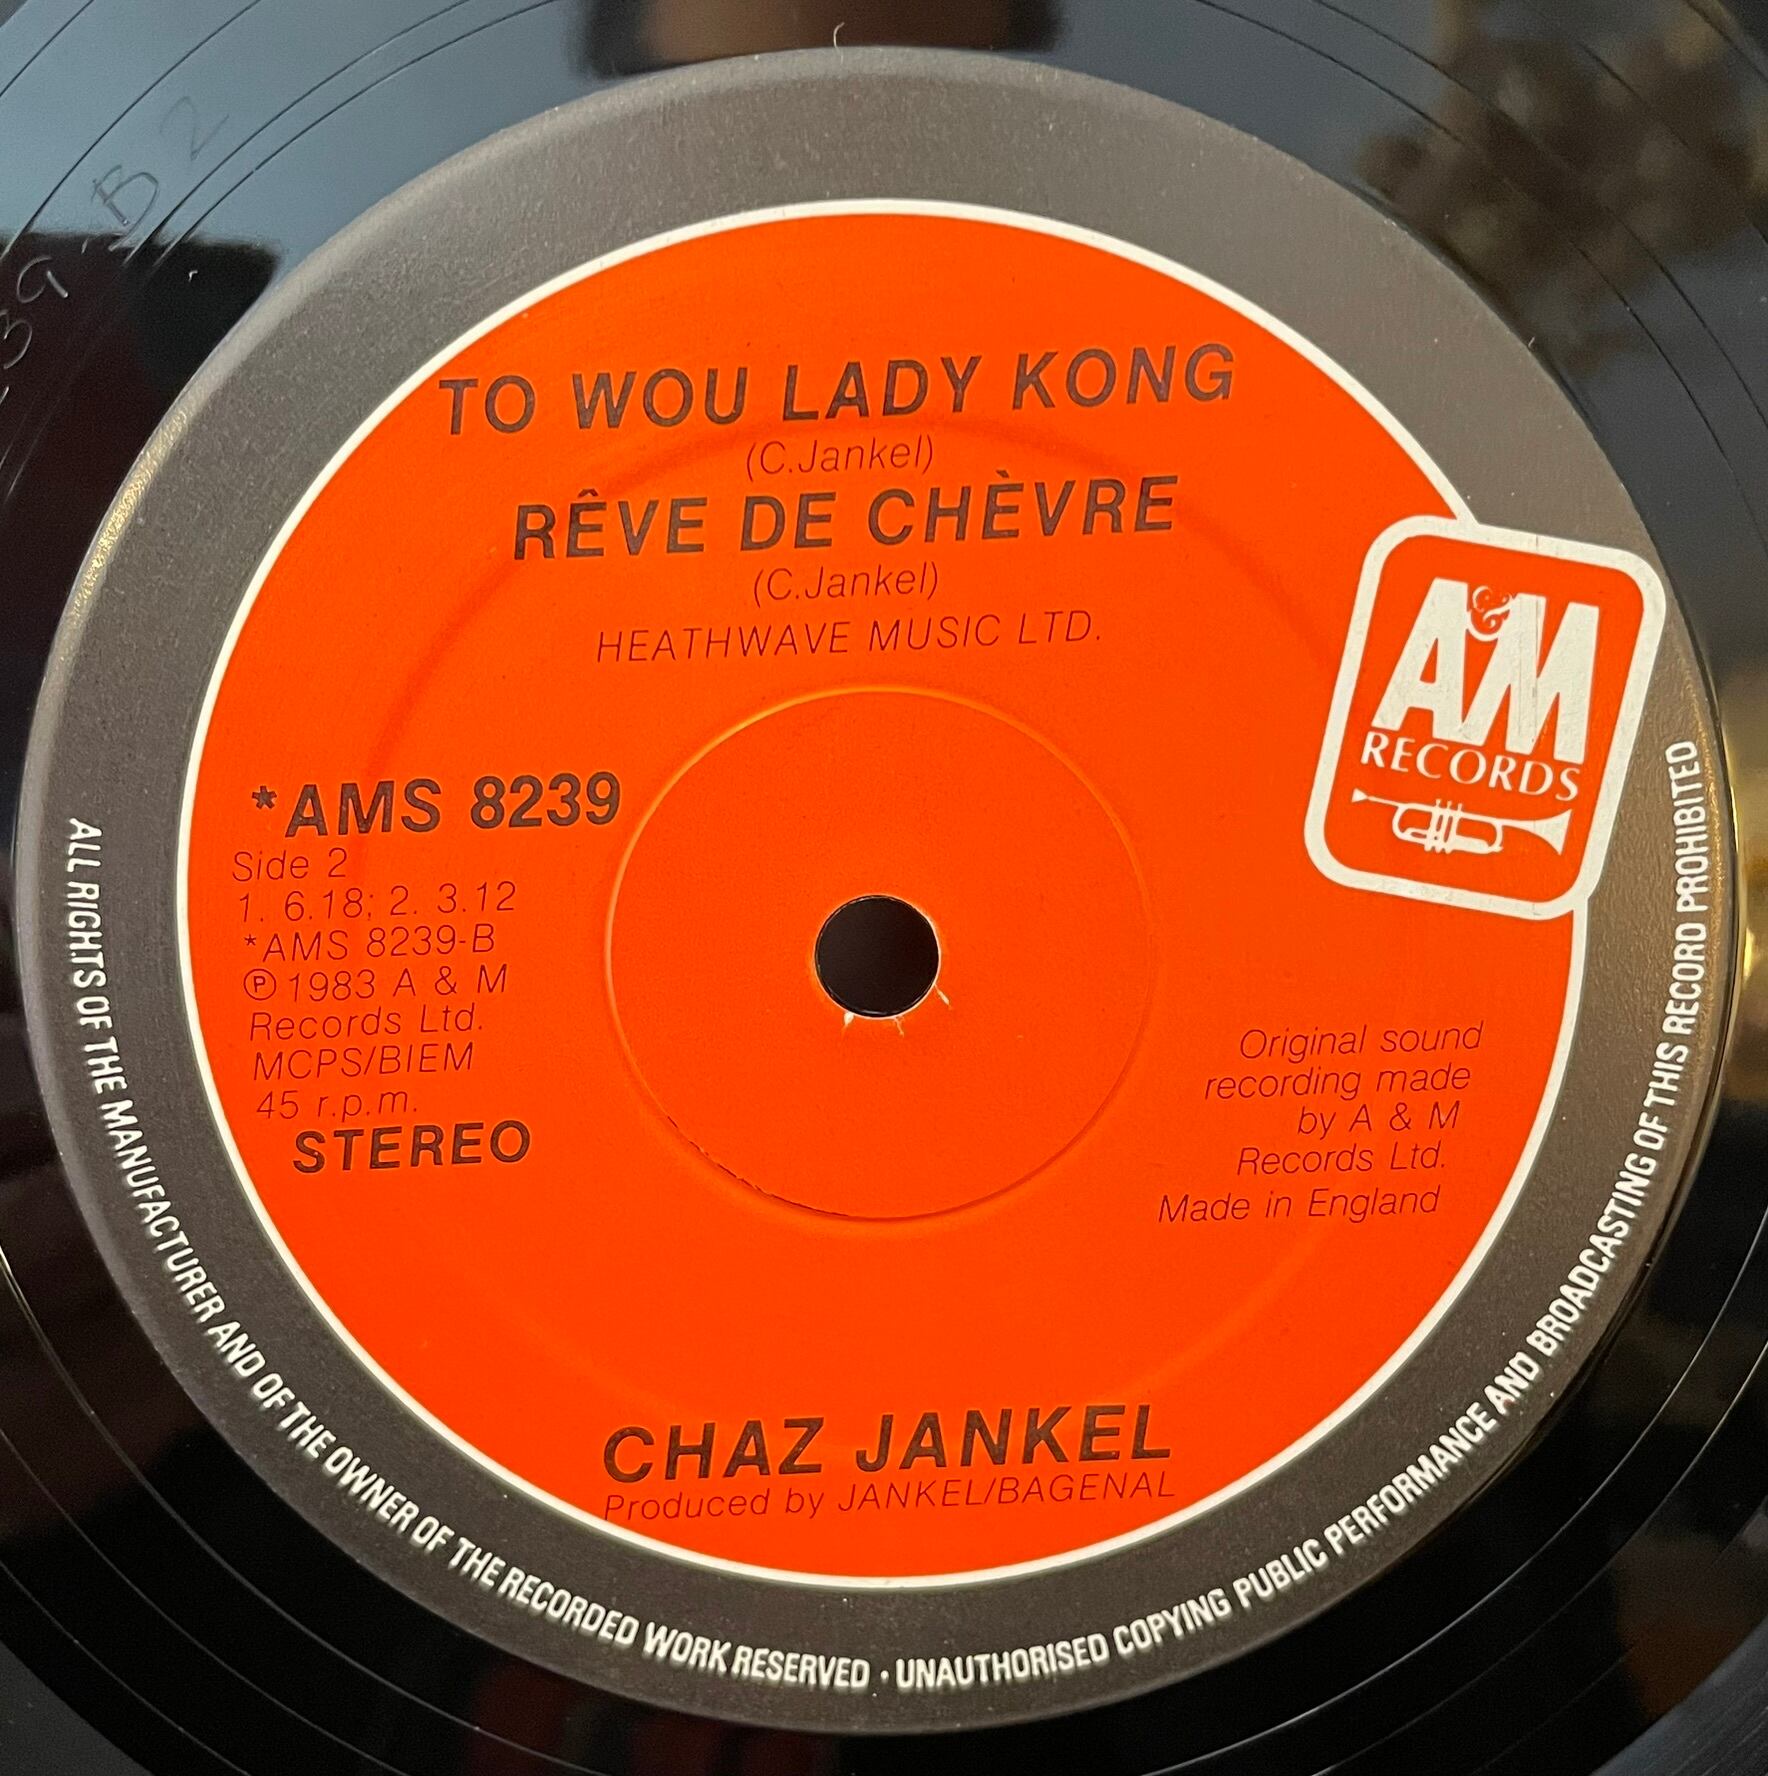 TO WOU LADY KONG
(C.Jankel)
RÊVE DE CHÈVRE
(C.Jankel)
HEATHWAVE MUSIC LTD.
A&M
RECORDS
*AMS 8239
Side 2
1. 6.18; 2. 3.12
*AMS 8239-B
℗ 1983 A & M
Records Ltd.
MCPS/BIEM
45 r.p.m.
STEREO
Original sound
recording made
by A & M
Records Ltd.
Made in England
CHAZ JANKEL
Produced by JANKEL/BAGENAL
ALL RIGHTS OF THE MANUFACTURER AND OF THE OWNER OF THE RECORDED WORK RESERVED · UNAUTHORISED COPYING PUBLIC PERFORMANCE AND BROADCASTING OF THIS RECORD PROHIBITED
39-B2